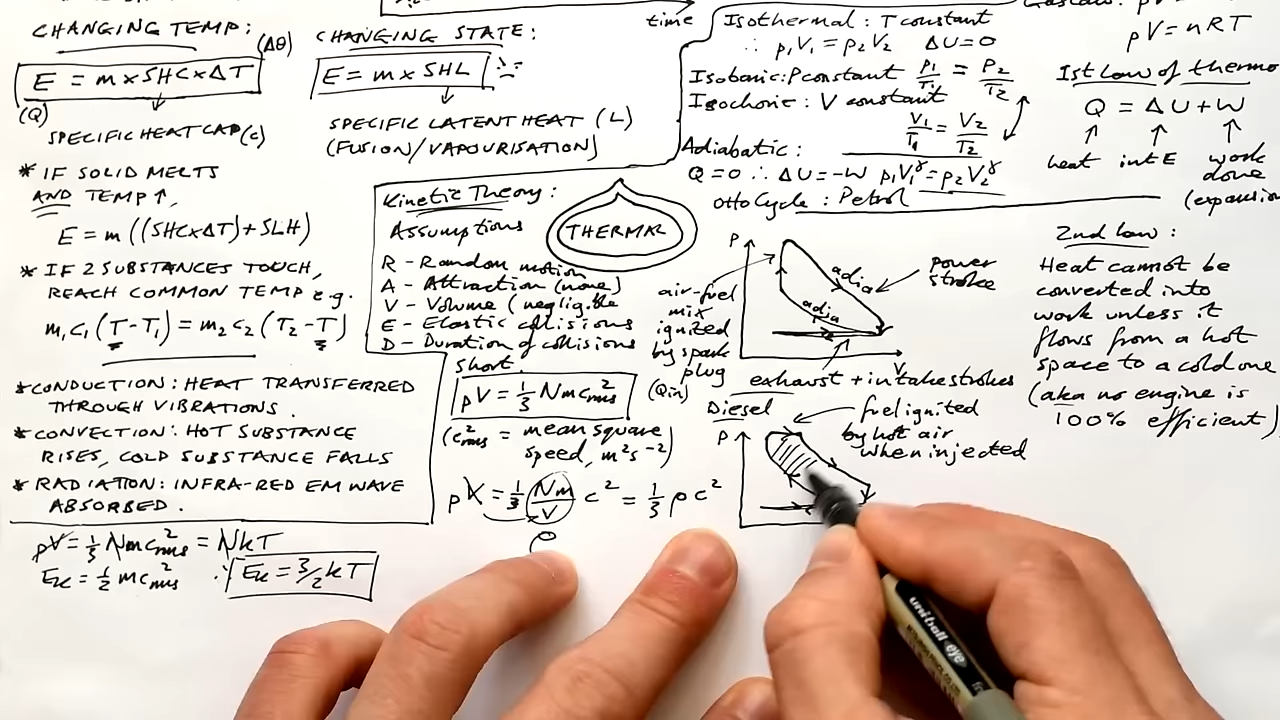 CHANGING TEMP:
(Δθ)
E = m×SHC×ΔT
(Q)
SPECIFIC HEAT CAP (c)
* IF SOLID MELTS
AND TEMP ↑,
E = m((SHC×ΔT)+SLH)
* IF 2 SUBSTANCES TOUCH,
REACH COMMON TEMP e.g.
m₁c₁(T-T₁) = m₂c₂(T₂-T)
* CONDUCTION: HEAT TRANSFERRED
THROUGH VIBRATIONS.
* CONVECTION: HOT SUBSTANCE
RISES, COLD SUBSTANCE FALLS
* RADIATION: INFRA-RED EM WAVE
ABSORBED.
pV = 1/3 Nmc²rms = NkT
Ek = 1/2 mc²rms ∴ Ek = 3/2 kT
time
CHANGING STATE:
E = m × SHL
SPECIFIC LATENT HEAT (L)
(FUSION/VAPOURISATION)
Kinetic Theory:
Assumptions
R - Random motion
A - Attraction (none)
V - Volume (negligible
E - Elastic collisions
D - Duration of collisions
short.
pV = 1/3 Nmc²rms
(c²rms = mean square
speed, m²s⁻²)
pV = 1/3 Nm/V c² = 1/3 ρc²
ρ
THERMAL
Isothermal: T constant
∴ p₁V₁ = p₂V₂ ΔU=0
Isobaric: P constant p₁/T₁ = P₂/T₂
Isochoric: V constant
V₁/T₁ = V₂/T₂
Adiabatic:
Q=0 ∴ ΔU=-W p₁V₁ᵞ = p₂V₂ᵞ
Otto Cycle: Petrol
P
adia
adia
V
power
stroke
air-fuel
mix
ignited
by spark
plug
(Qin)
exhaust + intake strokes
Diesel
P
fuel ignited
by hot air
when injected
pV = nRT
1st Law of thermo
Q = ΔU + W
heat int E work
done
(expansion
2nd Law:
Heat cannot be
converted into
work unless it
flows from a hot
space to a cold one
(aka no engine is
100% efficient)
uni-ball eye